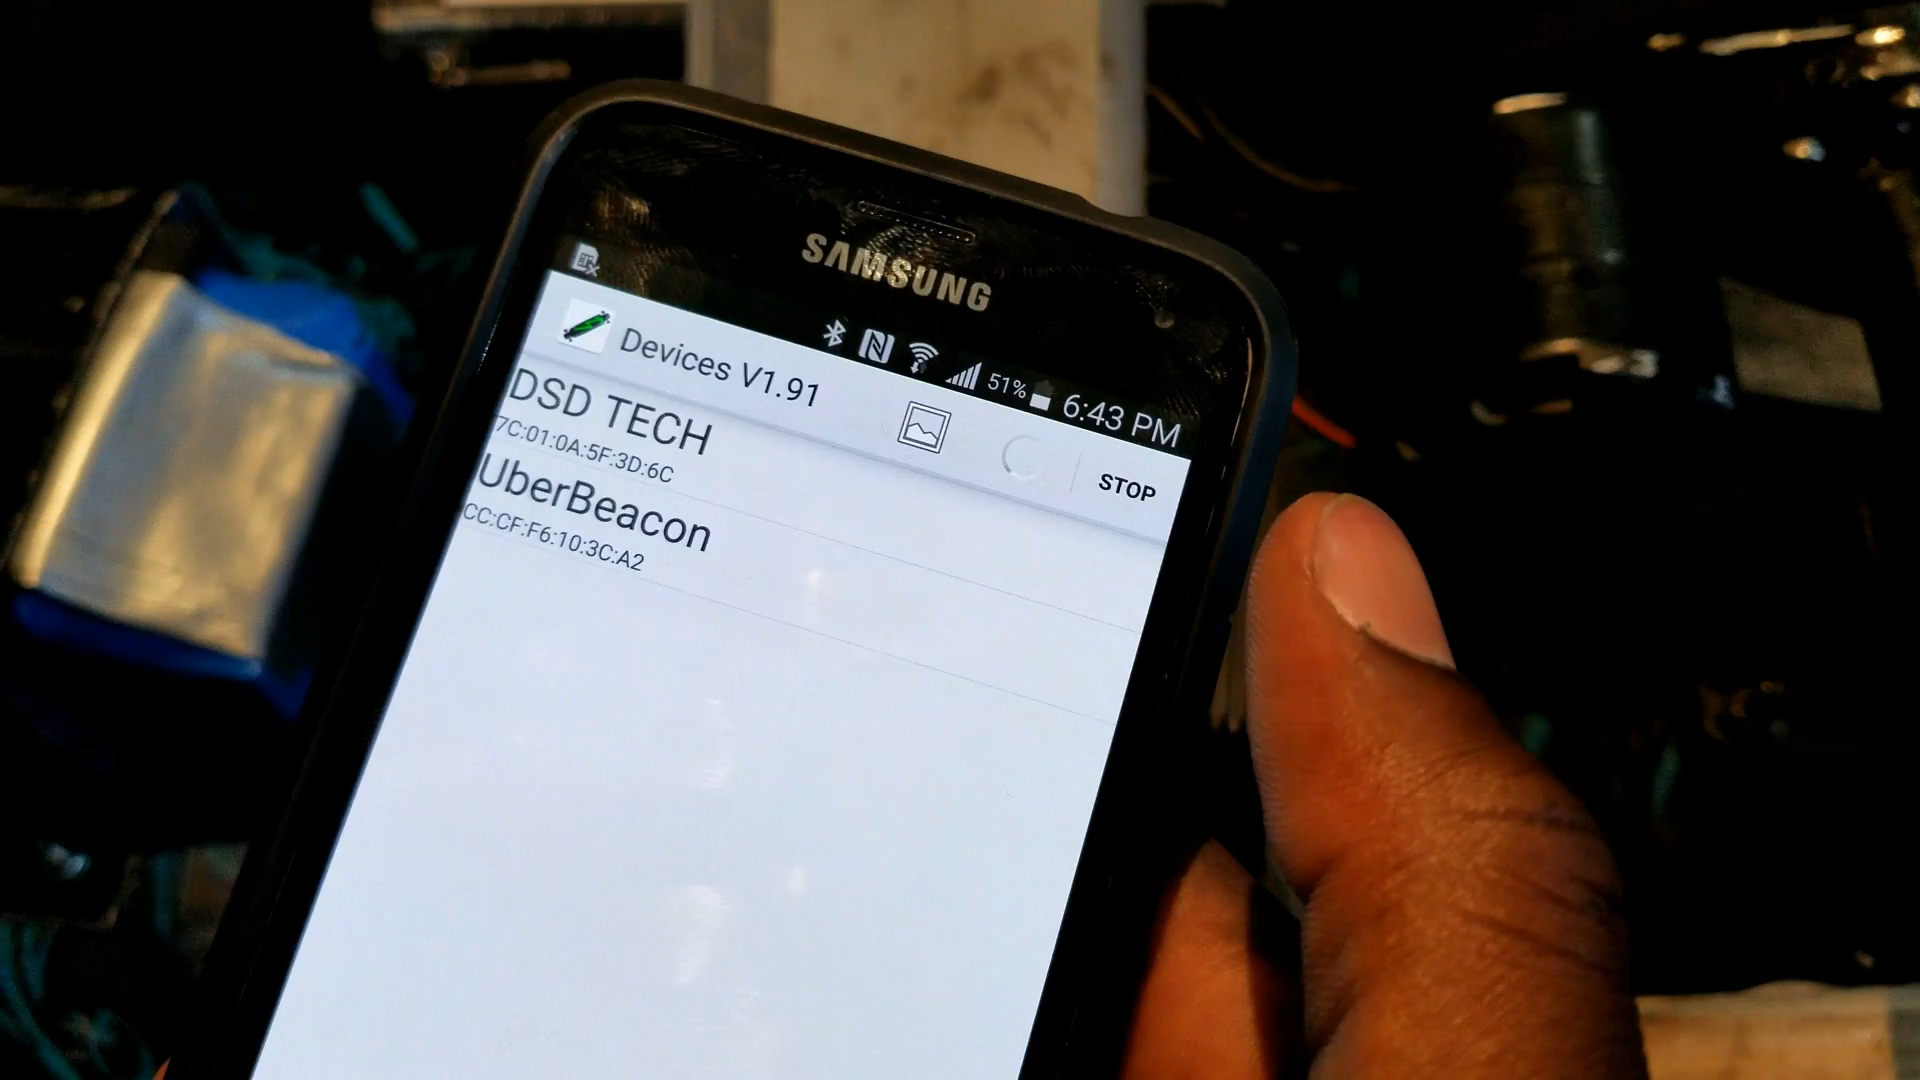 SAMSUNG
51% 6:43 PM
Devices V1.91 STOP
DSD TECH
7C:01:0A:5F:3D:6C
UberBeacon
CC:CF:F6:10:3C:A2